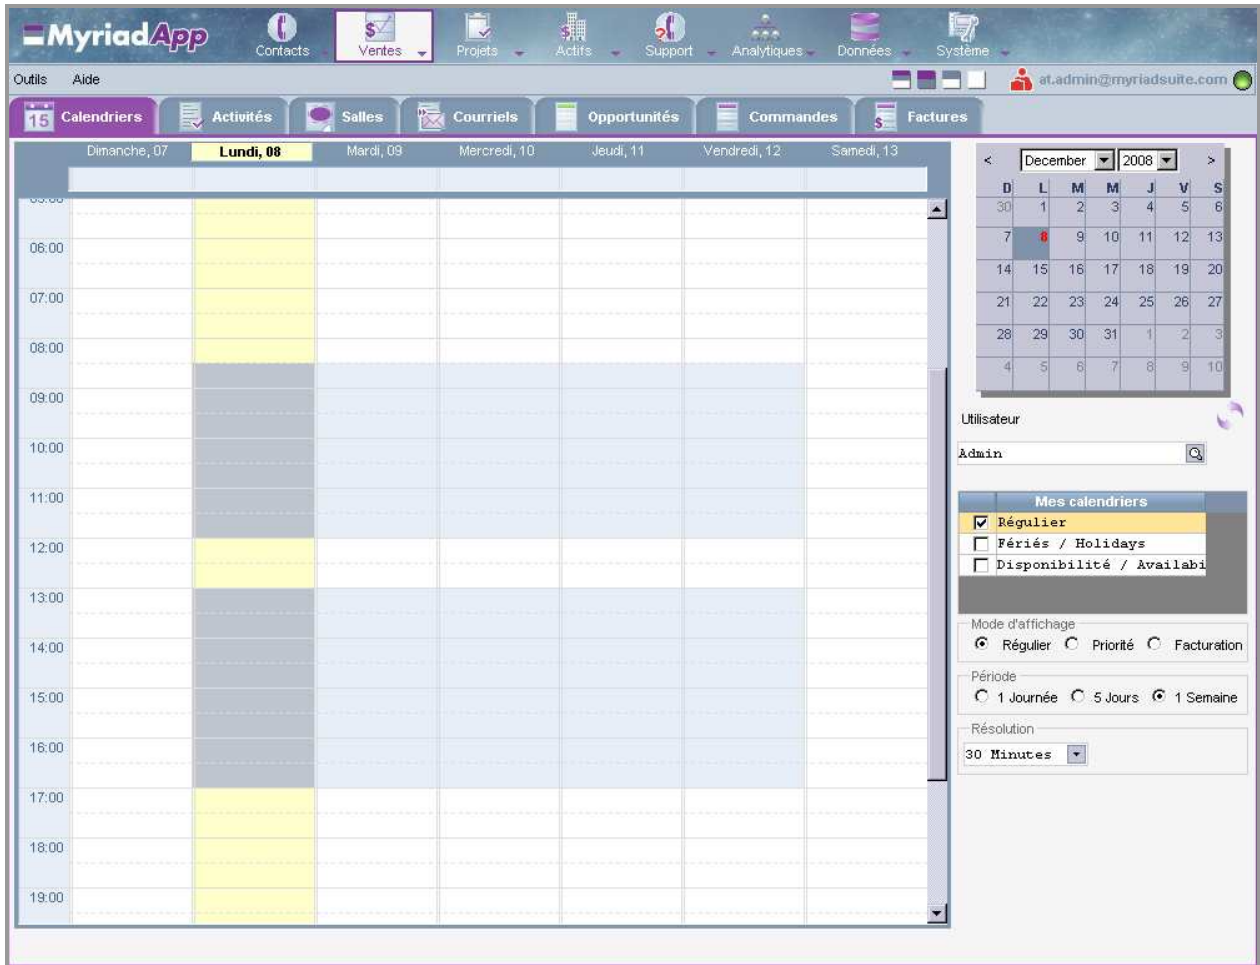 MyriadApp Contacts Ventes Projets Actifs Support Analytiques Données Système
Outils Aide at.admin@myriadsuite.com
15 Calendriers Activités Salles Courriels Opportunités Commandes Factures
Dimanche, 07 Lundi, 08 Mardi, 09 Mercredi, 10 Jeudi, 11 Vendredi, 12 Samedi, 13
06:00
07:00
08:00
09:00
10:00
11:00
12:00
13:00
14:00
15:00
16:00
17:00
18:00
19:00
< December 2008 >
D L M M J V S
30 1 2 3 4 5 6
7 8 9 10 11 12 13
14 15 16 17 18 19 20
21 22 23 24 25 26 27
28 29 30 31 1 2 3
4 5 6 7 8 9 10
Utilisateur
Admin
Mes calendriers
Régulier
Fériés / Holidays
Disponibilité / Availabi
Mode d'affichage
Régulier Priorité Facturation
Période
1 Journée 5 Jours 1 Semaine
Résolution
30 Minutes